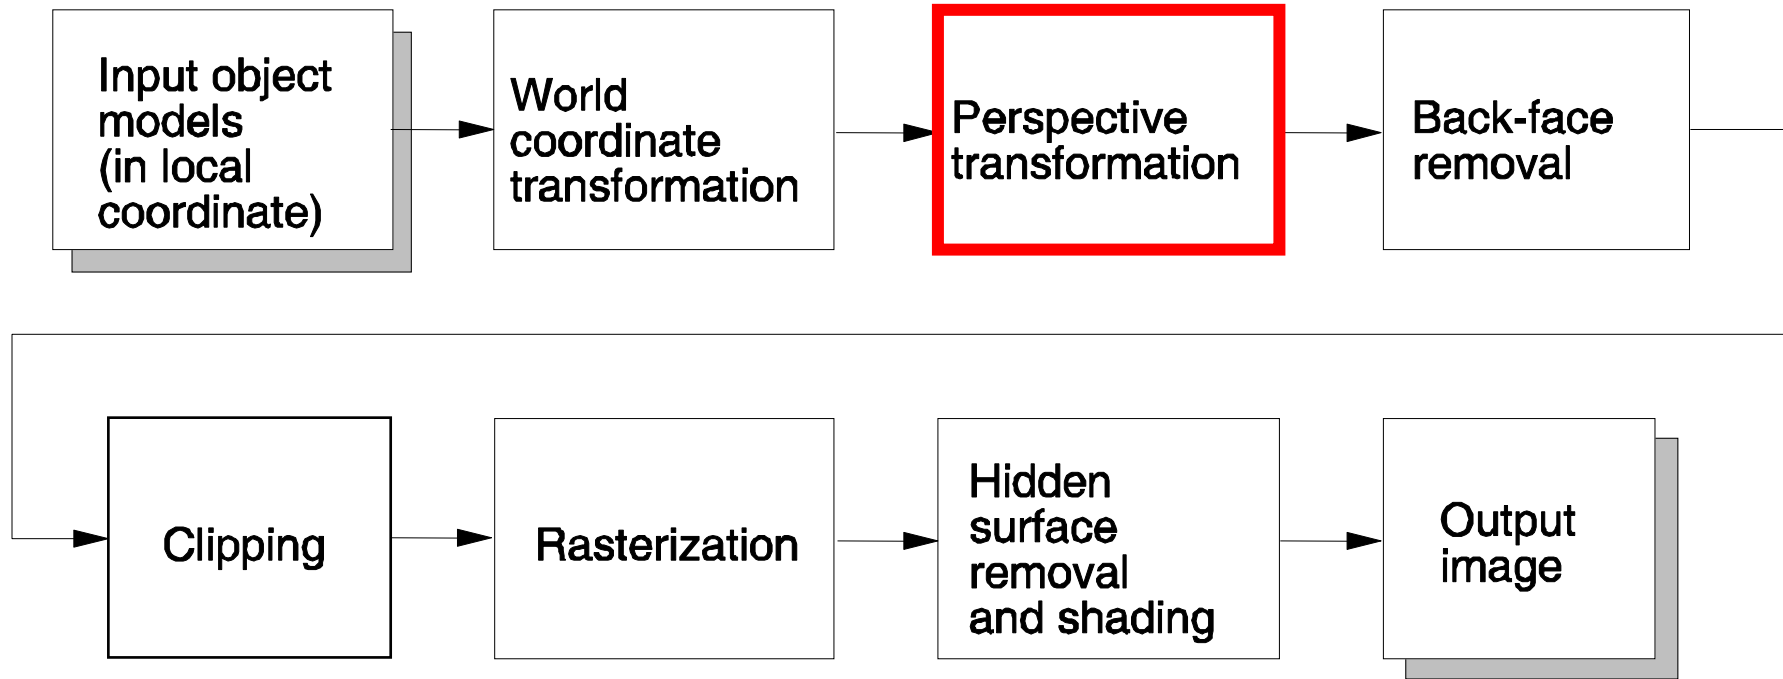 Input object
models
(in local
coordinate)
World
coordinate
transformation
Perspective
transformation
Back-face
removal
Clipping
Rasterization
Hidden
surface
removal
and shading
Output
image